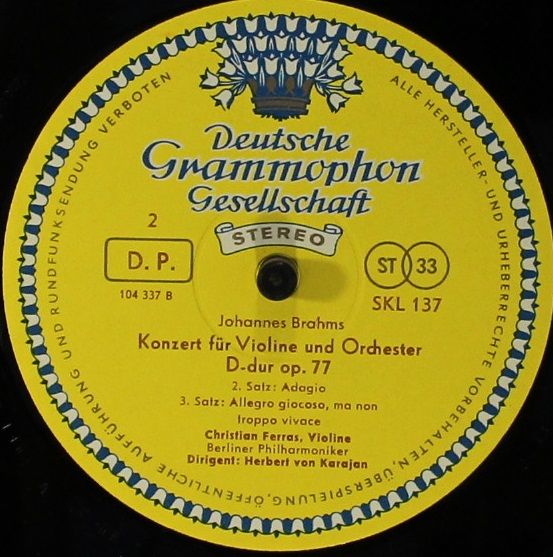 ALLE HERSTELLER- UND URHEBERRECHTE VORBEHALTEN. ÜBERSPIELUNG, ÖFFENTLICHE AUFFÜHRUNG UND RUNDFUNKSENDUNG VERBOTEN
Deutsche
Grammophon
Gesellschaft
STEREO
2
D. P.
104 337 B
ST 33
SKL 137
Johannes Brahms
Konzert für Violine und Orchester
D-dur op. 77
2. Satz: Adagio
3. Satz: Allegro giocoso, ma non
troppo vivace
Christian Ferras, Violine
Berliner Philharmoniker
Dirigent: Herbert von Karajan